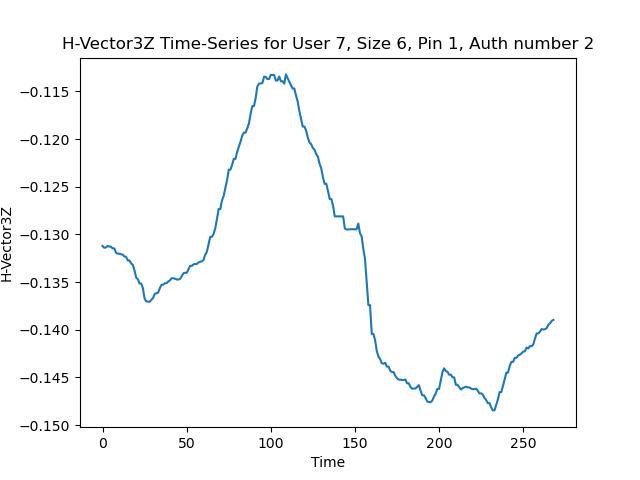 H-Vector3Z Time-Series for User 7, Size 6, Pin 1, Auth number 2
H-Vector3Z
−0.115
−0.120
−0.125
−0.130
−0.135
−0.140
−0.145
−0.150
0 50 100 150 200 250
Time